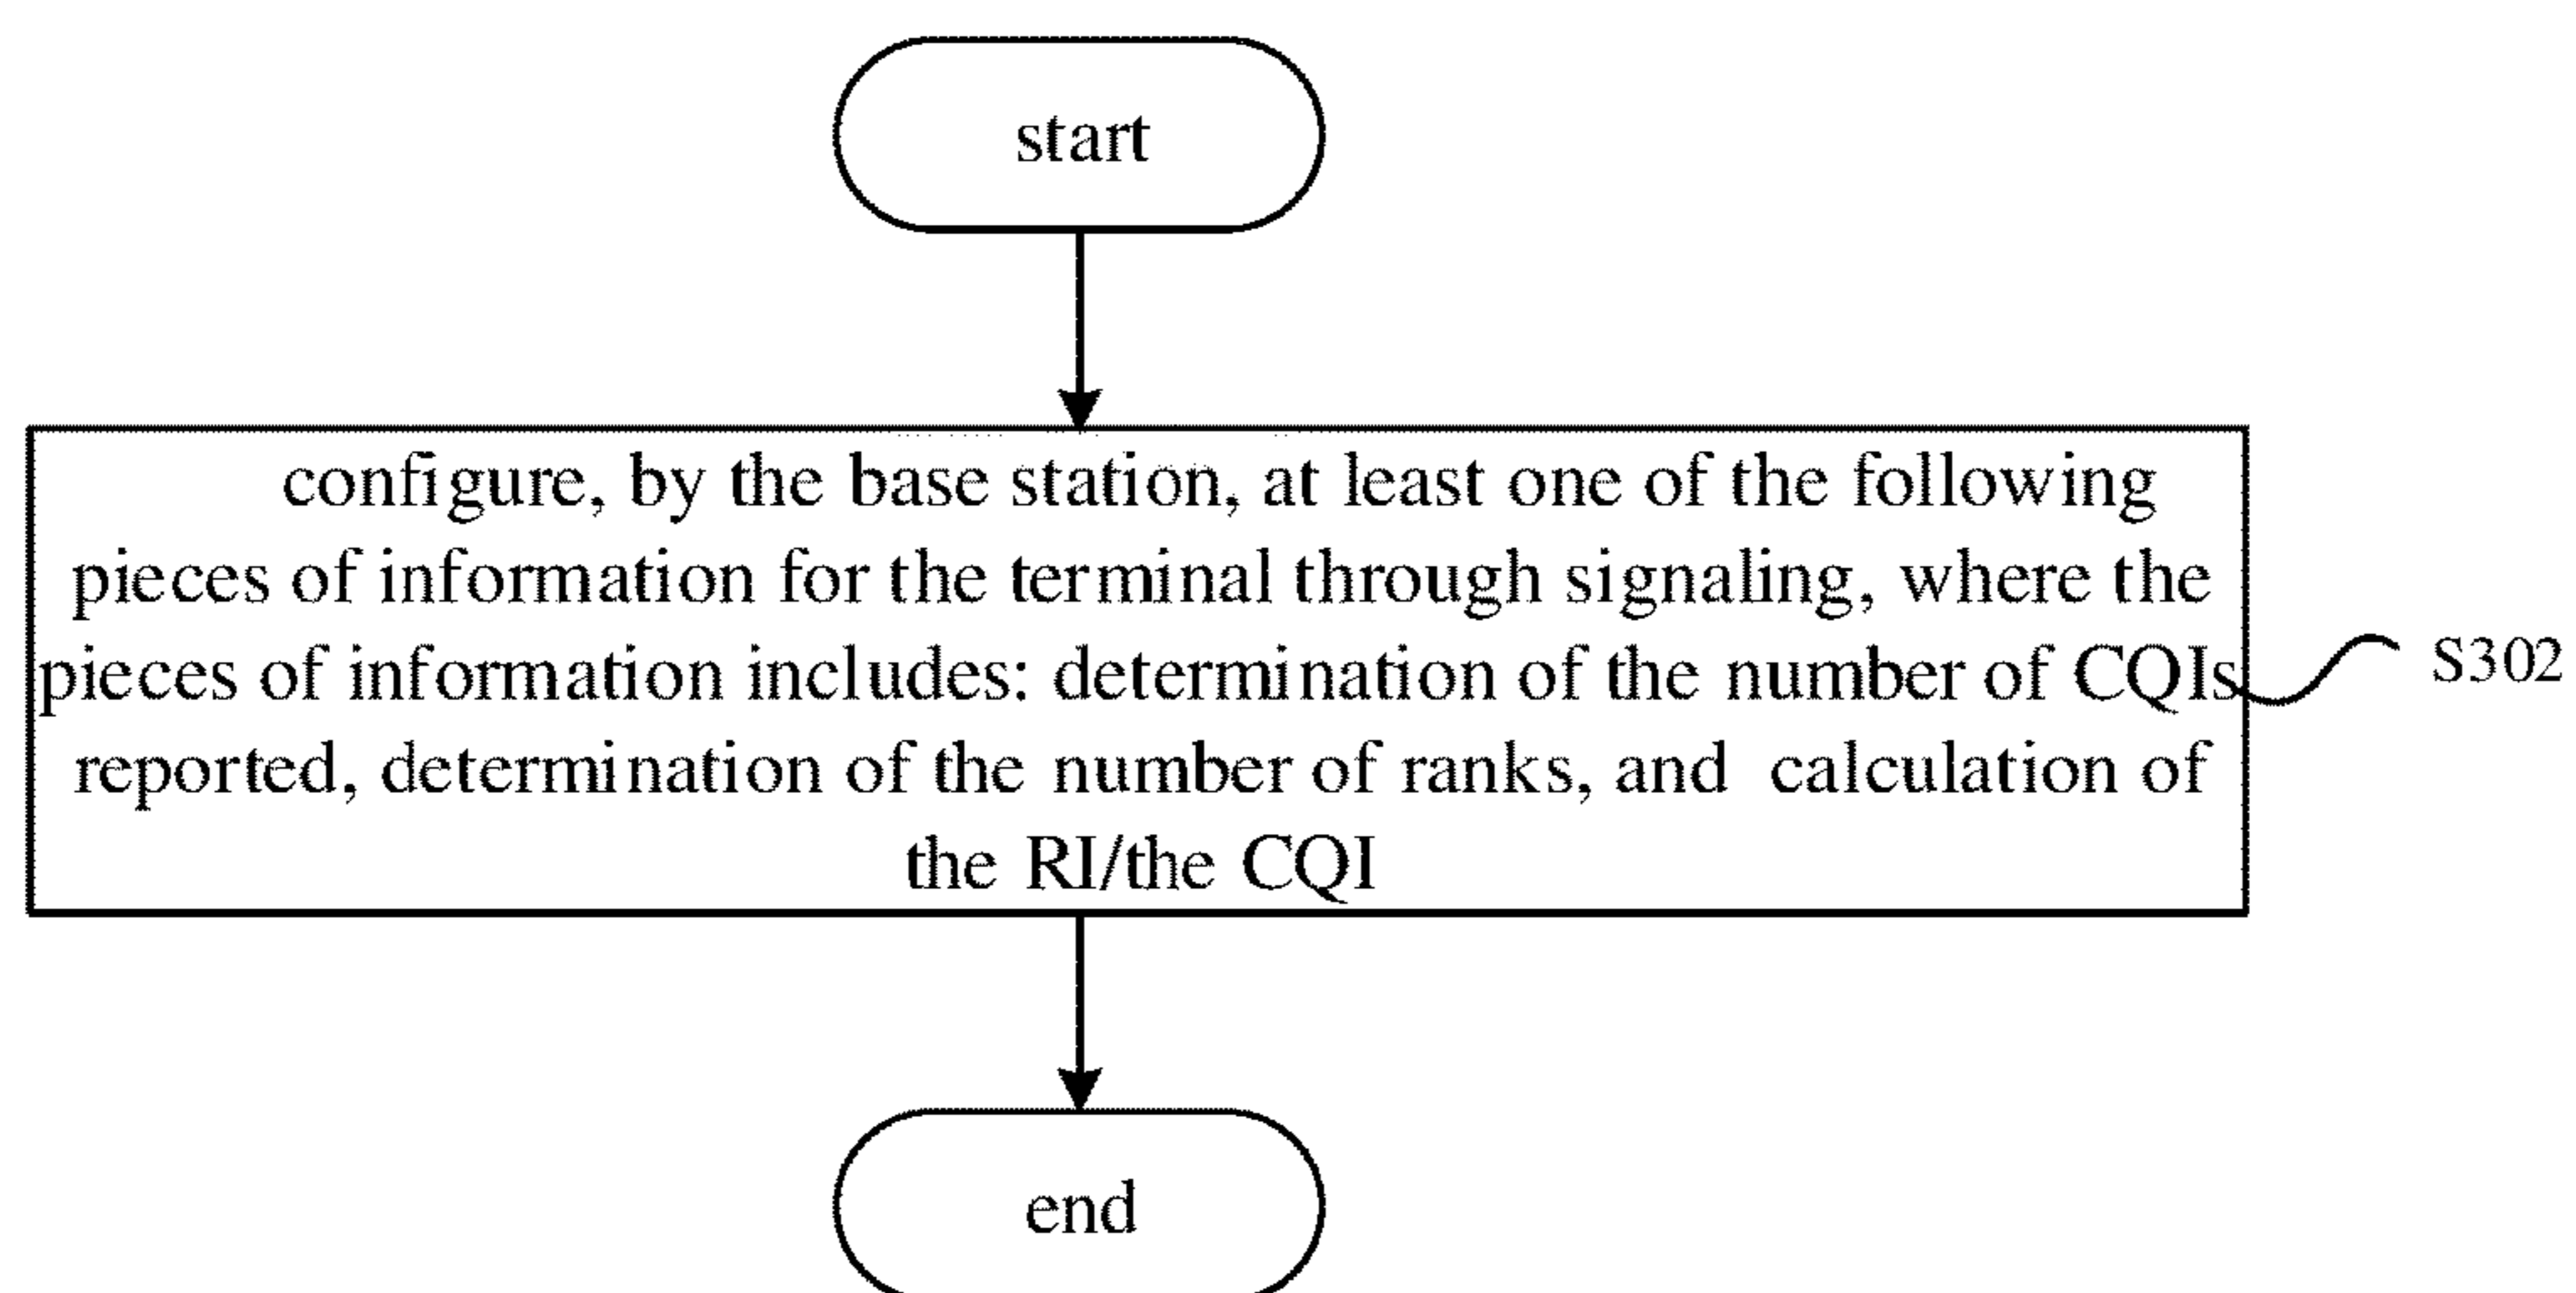 start
configure, by the base station, at least one of the following
pieces of information for the terminal through signaling, where the
pieces of information includes: determination of the number of CQIs
reported, determination of the number of ranks, and calculation of
the RI/the CQI
S302
end